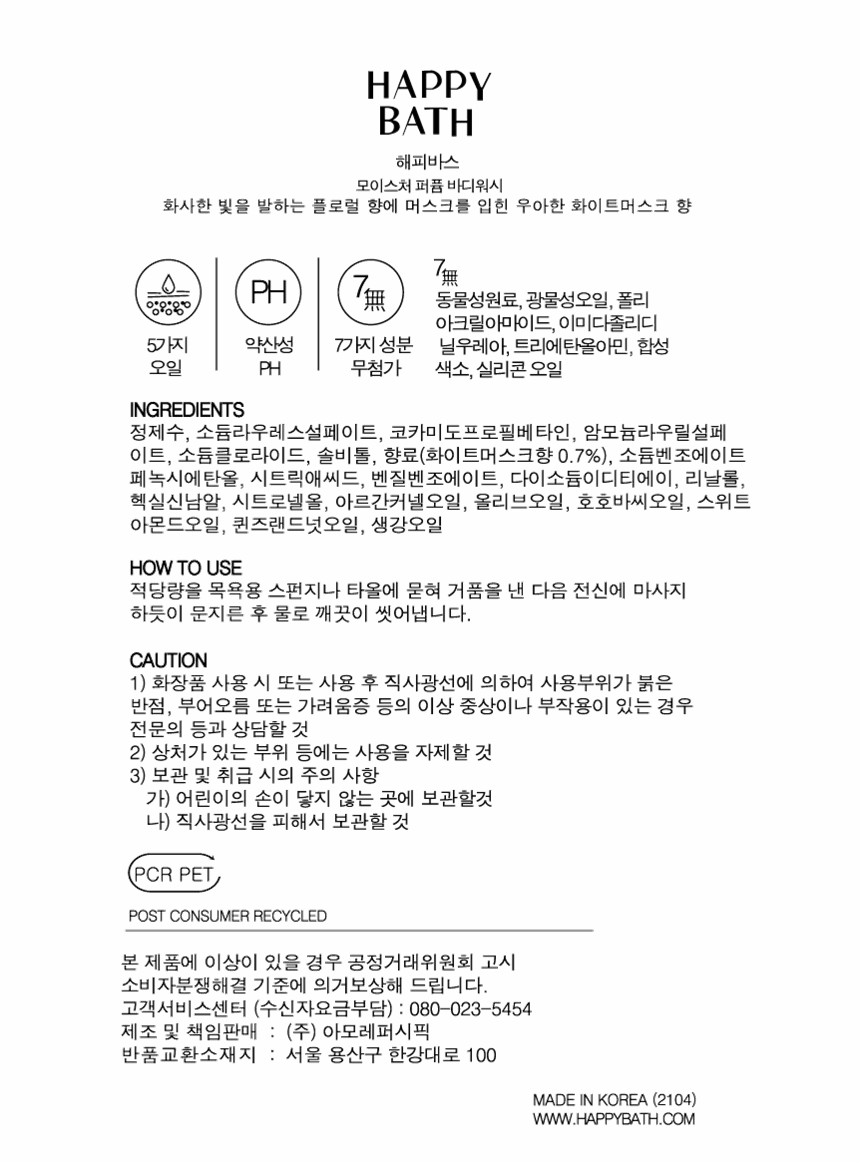 HAPPY
BATH
해피바스
모이스처 퍼퓸 바디워시
화사한 빛을 발하는 플로럴 향에 머스크를 입힌 우아한 화이트머스크 향
5가지
오일
PH
약산성
PH
7無
7가지 성분
무첨가
7無
동물성원료, 광물성오일, 폴리
아크릴아마이드, 이미다졸리디
닐우레아, 트리에탄올아민, 합성
색소, 실리콘 오일
INGREDIENTS
정제수, 소듐라우레스설페이트, 코카미도프로필베타인, 암모늄라우릴설페
이트, 소듐클로라이드, 솔비톨, 향료(화이트머스크향 0.7%), 소듐벤조에이트
페녹시에탄올, 시트릭애씨드, 벤질벤조에이트, 다이소듐이디티에이, 리날롤,
헥실신남알, 시트로넬올, 아르간커넬오일, 올리브오일, 호호바씨오일, 스위트
아몬드오일, 퀸즈랜드넛오일, 생강오일
HOW TO USE
적당량을 목욕용 스펀지나 타올에 묻혀 거품을 낸 다음 전신에 마사지
하듯이 문지른 후 물로 깨끗이 씻어냅니다.
CAUTION
1) 화장품 사용 시 또는 사용 후 직사광선에 의하여 사용부위가 붉은
반점, 부어오름 또는 가려움증 등의 이상 중상이나 부작용이 있는 경우
전문의 등과 상담할 것
2) 상처가 있는 부위 등에는 사용을 자제할 것
3) 보관 및 취급 시의 주의 사항
가) 어린이의 손이 닿지 않는 곳에 보관할것
나) 직사광선을 피해서 보관할 것
PCR PET
POST CONSUMER RECYCLED
본 제품에 이상이 있을 경우 공정거래위원회 고시
소비자분쟁해결 기준에 의거보상해 드립니다.
고객서비스센터 (수신자요금부담) : 080-023-5454
제조 및 책임판매 : (주) 아모레퍼시픽
반품교환소재지 : 서울 용산구 한강대로 100
MADE IN KOREA (2104)
WWW.HAPPYBATH.COM